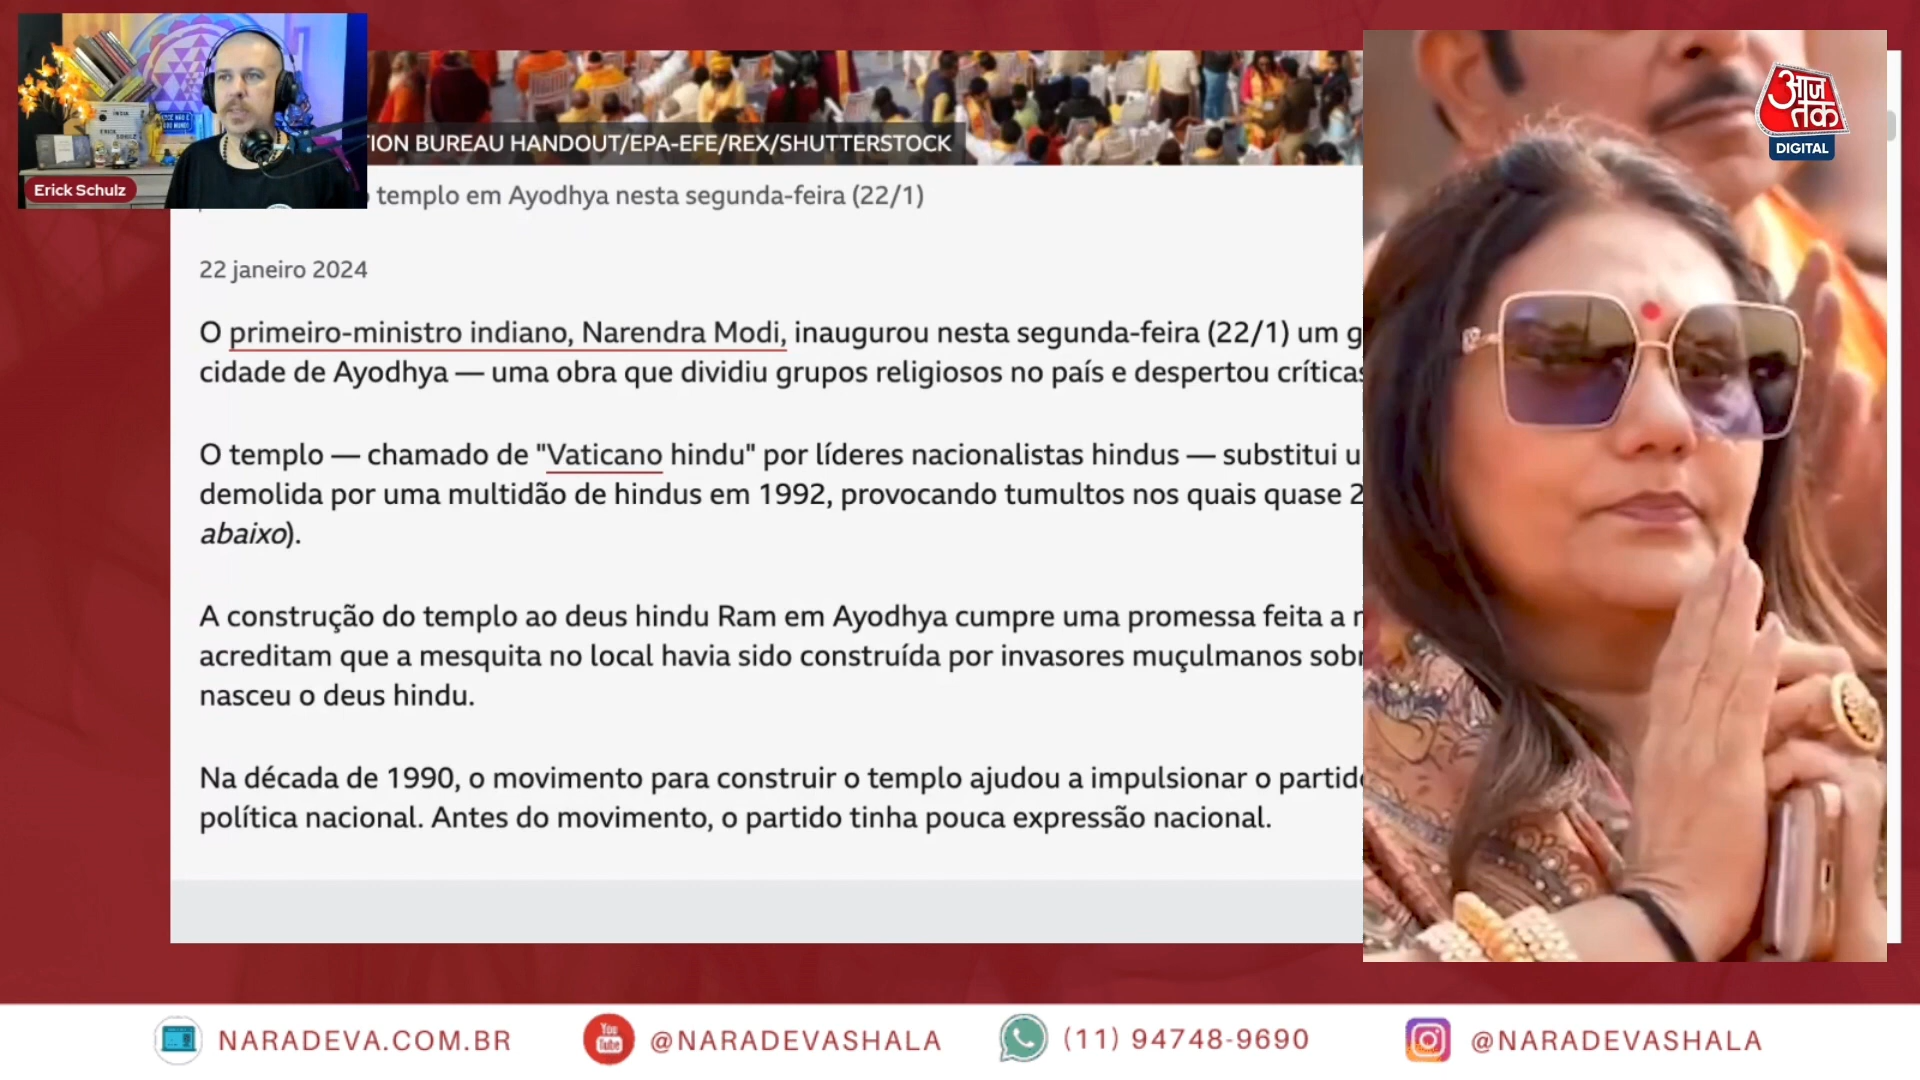 Erick Schulz
TION BUREAU HANDOUT/EPA-EFE/REX/SHUTTERSTOCK
templo em Ayodhya nesta segunda-feira (22/1)
22 janeiro 2024
O primeiro-ministro indiano, Narendra Modi, inaugurou nesta segunda-feira (22/1) um g
cidade de Ayodhya — uma obra que dividiu grupos religiosos no país e despertou críticas
O templo — chamado de "Vaticano hindu" por líderes nacionalistas hindus — substitui u
demolida por uma multidão de hindus em 1992, provocando tumultos nos quais quase 2
abaixo).
A construção do templo ao deus hindu Ram em Ayodhya cumpre uma promessa feita a
acreditam que a mesquita no local havia sido construída por invasores muçulmanos sob
nasceu o deus hindu.
Na década de 1990, o movimento para construir o templo ajudou a impulsionar o partido
política nacional. Antes do movimento, o partido tinha pouca expressão nacional.
आज
तक
DIGITAL
NARADEVA.COM.BR
You
Tube
@NARADEVASHALA
(11) 94748-9690
@NARADEVASHALA